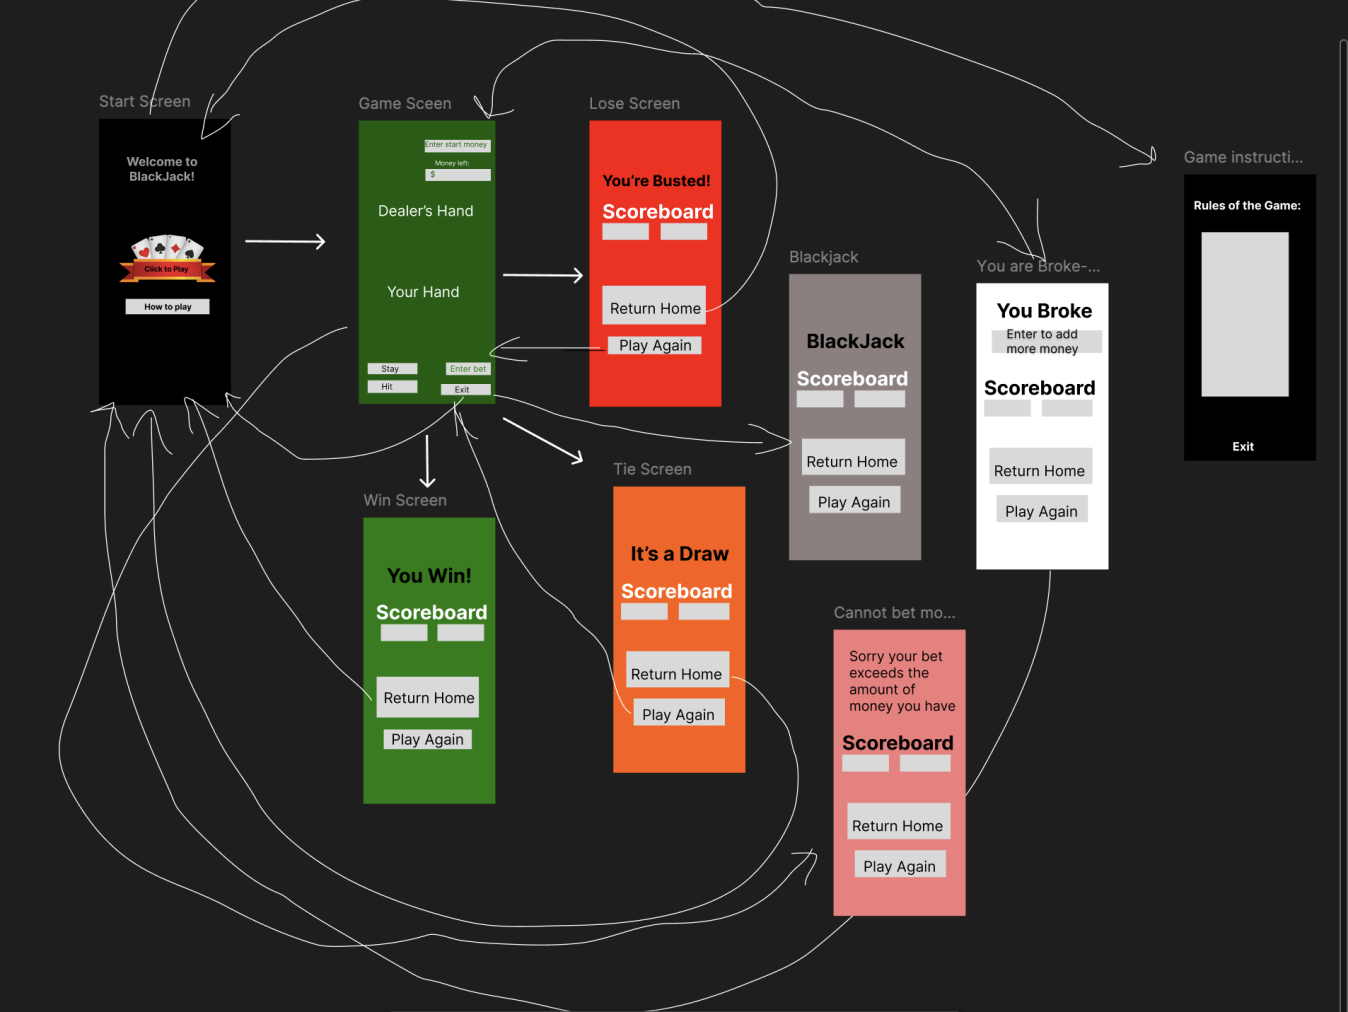 Start Screen
Welcome to
BlackJack!
Click to Play
How to play
Game Sceen
Enter start money
Money left:
$
Dealer's Hand
Your Hand
Stay
Enter bet
Hit
Exit
Lose Screen
You're Busted!
Scoreboard
Return Home
Play Again
Blackjack
BlackJack
Scoreboard
Return Home
Play Again
You are Broke-...
You Broke
Enter to add
more money
Scoreboard
Return Home
Play Again
Game instructi...
Rules of the Game:
Exit
Win Screen
You Win!
Scoreboard
Return Home
Play Again
Tie Screen
It's a Draw
Scoreboard
Return Home
Play Again
Cannot bet mo...
Sorry your bet
exceeds the
amount of
money you have
Scoreboard
Return Home
Play Again